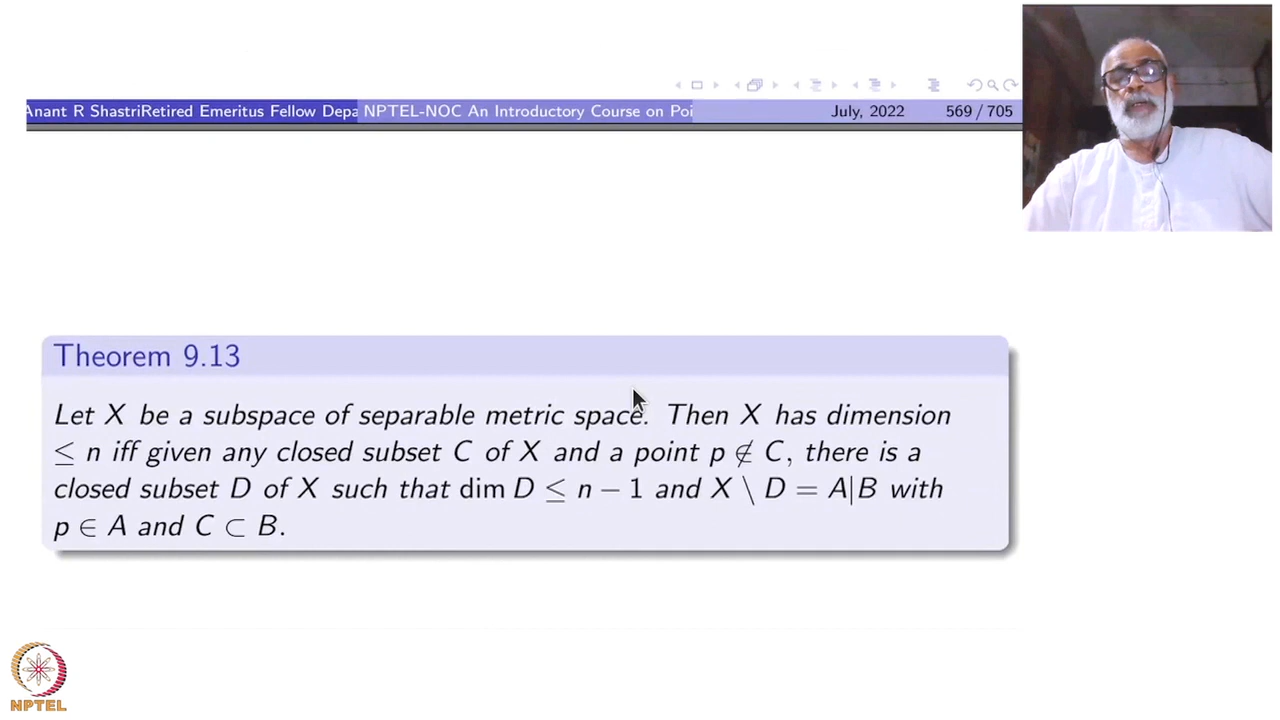 Anant R ShastriRetired Emeritus Fellow Depa NPTEL-NOC An Introductory Course on Poi July, 2022 569 / 705
Theorem 9.13
Let X be a subspace of separable metric space. Then X has dimension
≤ n iff given any closed subset C of X and a point p ∉ C, there is a
closed subset D of X such that dim D ≤ n − 1 and X \ D = A|B with
p ∈ A and C ⊂ B.
NPTEL